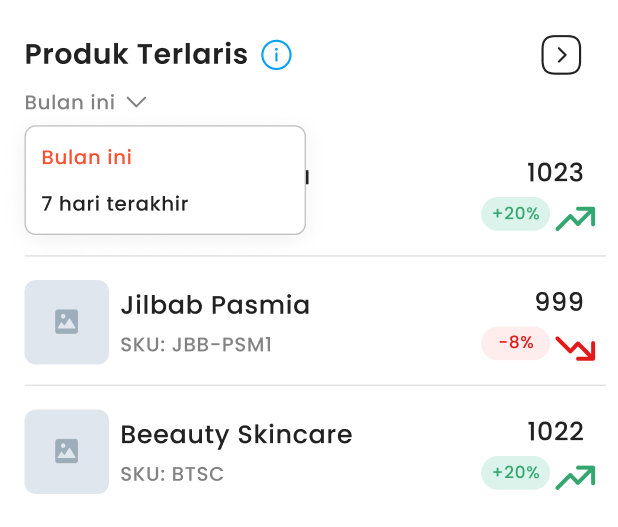 Produk Terlaris
Bulan ini
Bulan ini
7 hari terakhir
1023
+20%
Jilbab Pasmia
SKU: JBB-PSM1
999
-8%
Beeauty Skincare
SKU: BTSC
1022
+20%